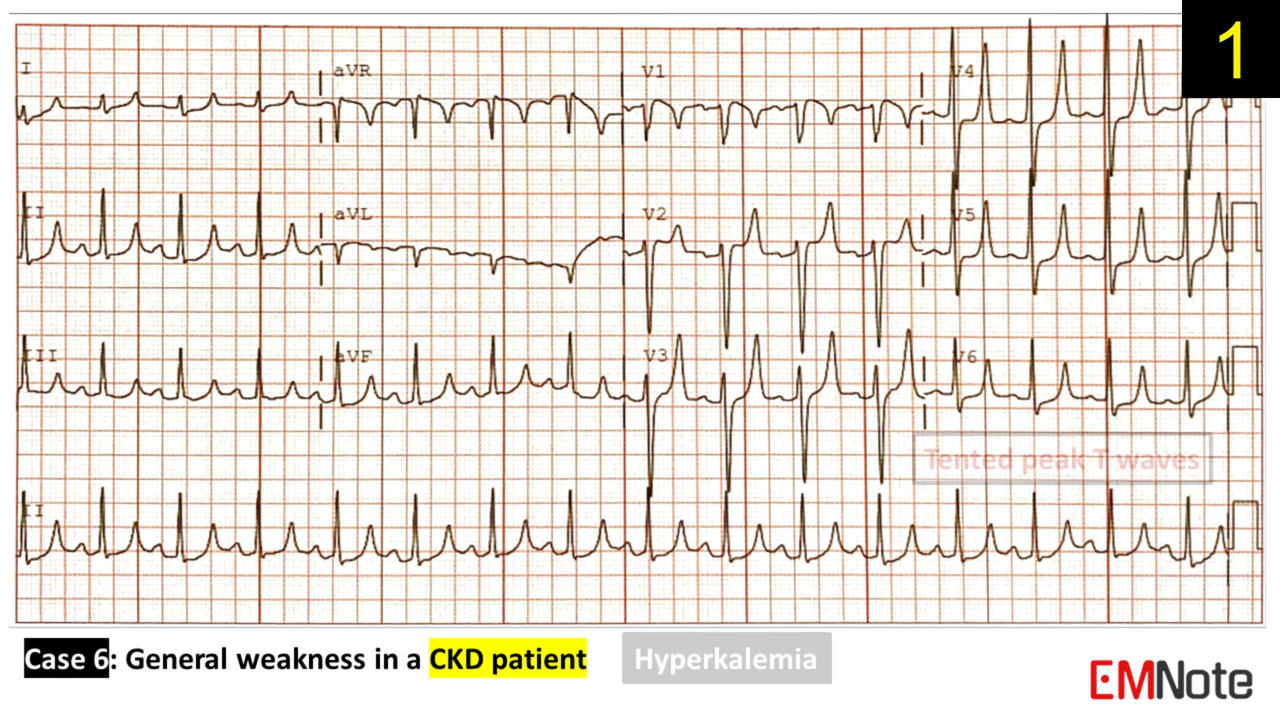 1
I aVR V1 V4
II aVL V2 V5
III aVF V3 V6
Tented peak T waves
II
Case 6: General weakness in a CKD patient Hyperkalemia
EMNote